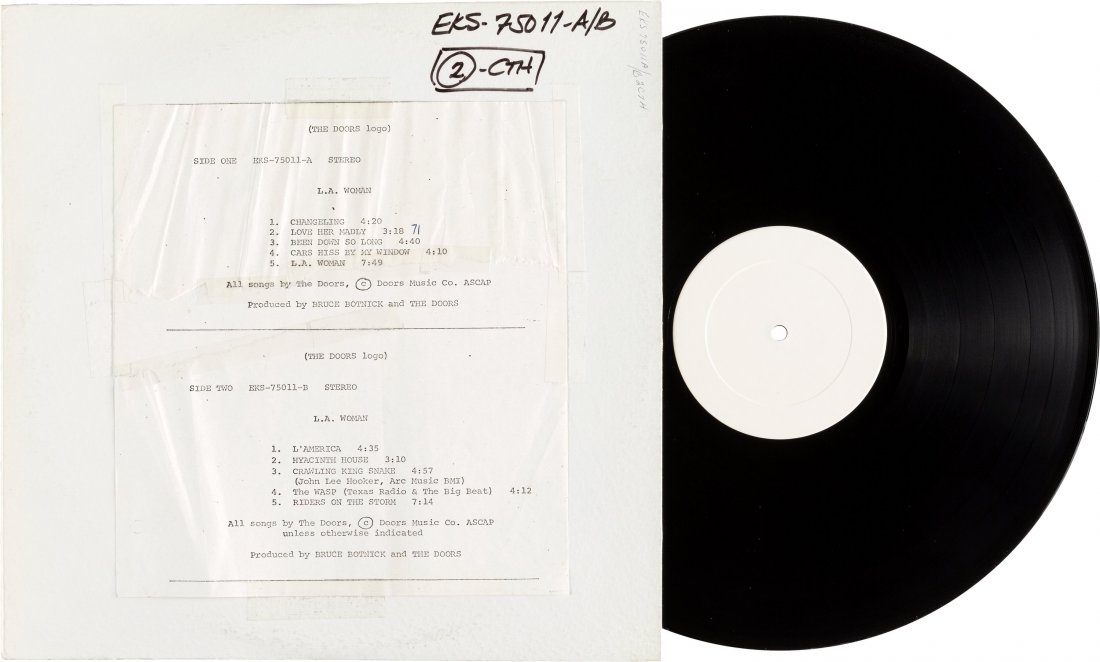 EKS-75011-A/B
2-CTH
(THE DOORS logo)
SIDE ONE EKS-75011-A STEREO
L.A. WOMAN
1. CHANGELING 4:20
2. LOVE HER MADLY 3:18 71
3. BEEN DOWN SO LONG 4:40
4. CARS HISS BY MY WINDOW 4:10
5. L.A. WOMAN 7:49
All songs by The Doors, (c) Doors Music Co. ASCAP
Produced by BRUCE BOTNICK and THE DOORS
(THE DOORS logo)
SIDE TWO EKS-75011-B STEREO
L.A. WOMAN
1. L'AMERICA 4:35
2. HYACINTH HOUSE 3:10
3. CRAWLING KING SNAKE 4:57
(John Lee Hooker, Arc Music BMI)
4. The WASP (Texas Radio & The Big Beat) 4:12
5. RIDERS ON THE STORM 7:14
All songs by The Doors, (c) Doors Music Co. ASCAP
unless otherwise indicated
Produced by BRUCE BOTNICK and THE DOORS